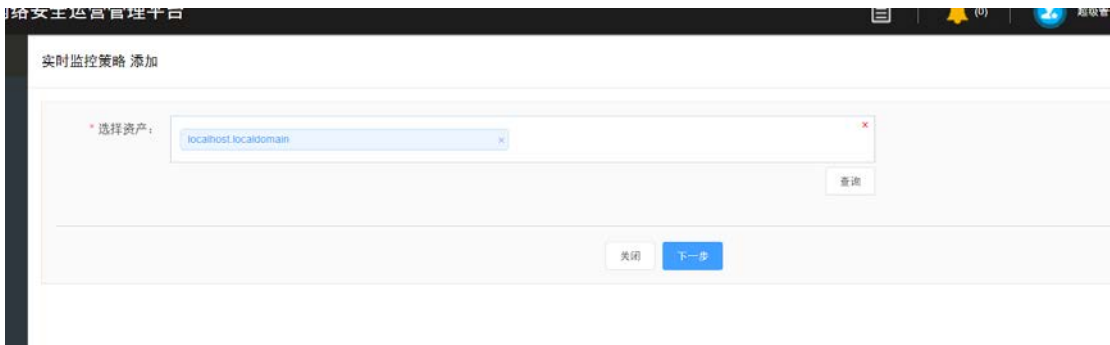 网络安全运营管理平台
(0)
超级管
实时监控策略 添加
* 选择资产：
localhost.localdomain ×
×
查询
关闭 下一步